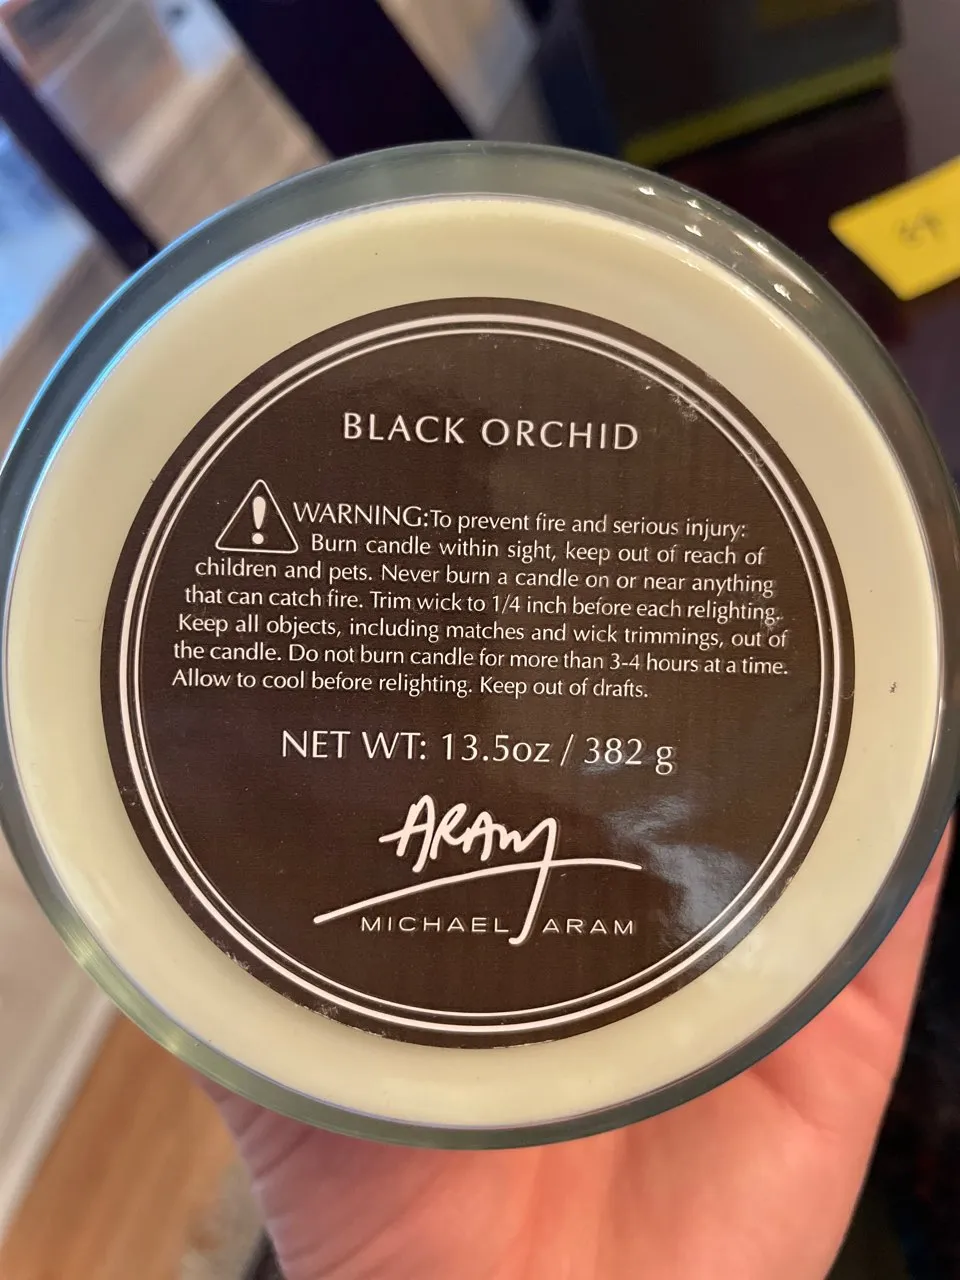 BLACK ORCHID
WARNING:To prevent fire and serious injury:
Burn candle within sight, keep out of reach of
children and pets. Never burn a candle on or near anything
that can catch fire. Trim wick to 1/4 inch before each relighting.
Keep all objects, including matches and wick trimmings, out of
the candle. Do not burn candle for more than 3-4 hours at a time.
Allow to cool before relighting. Keep out of drafts.
NET WT: 13.5oz / 382 g
ARAM
MICHAEL ARAM